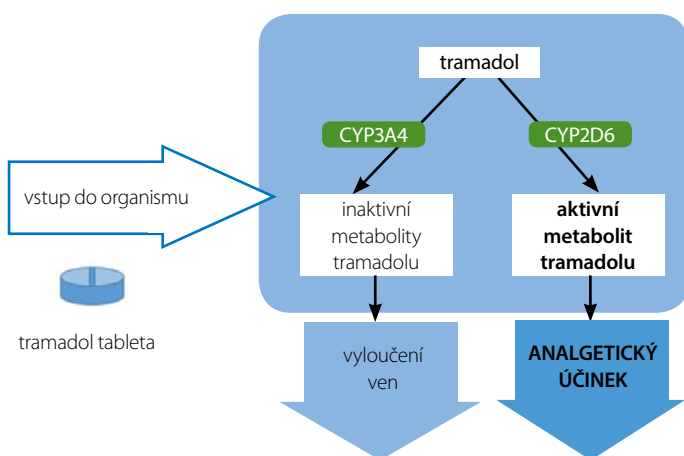 tramadol
CYP3A4
CYP2D6
vstup do organismu
inaktivní
metabolity
tramadolu
aktivní
metabolit
tramadolu
tramadol tableta
vyloučení
ven
ANALGETICKÝ
ÚČINEK